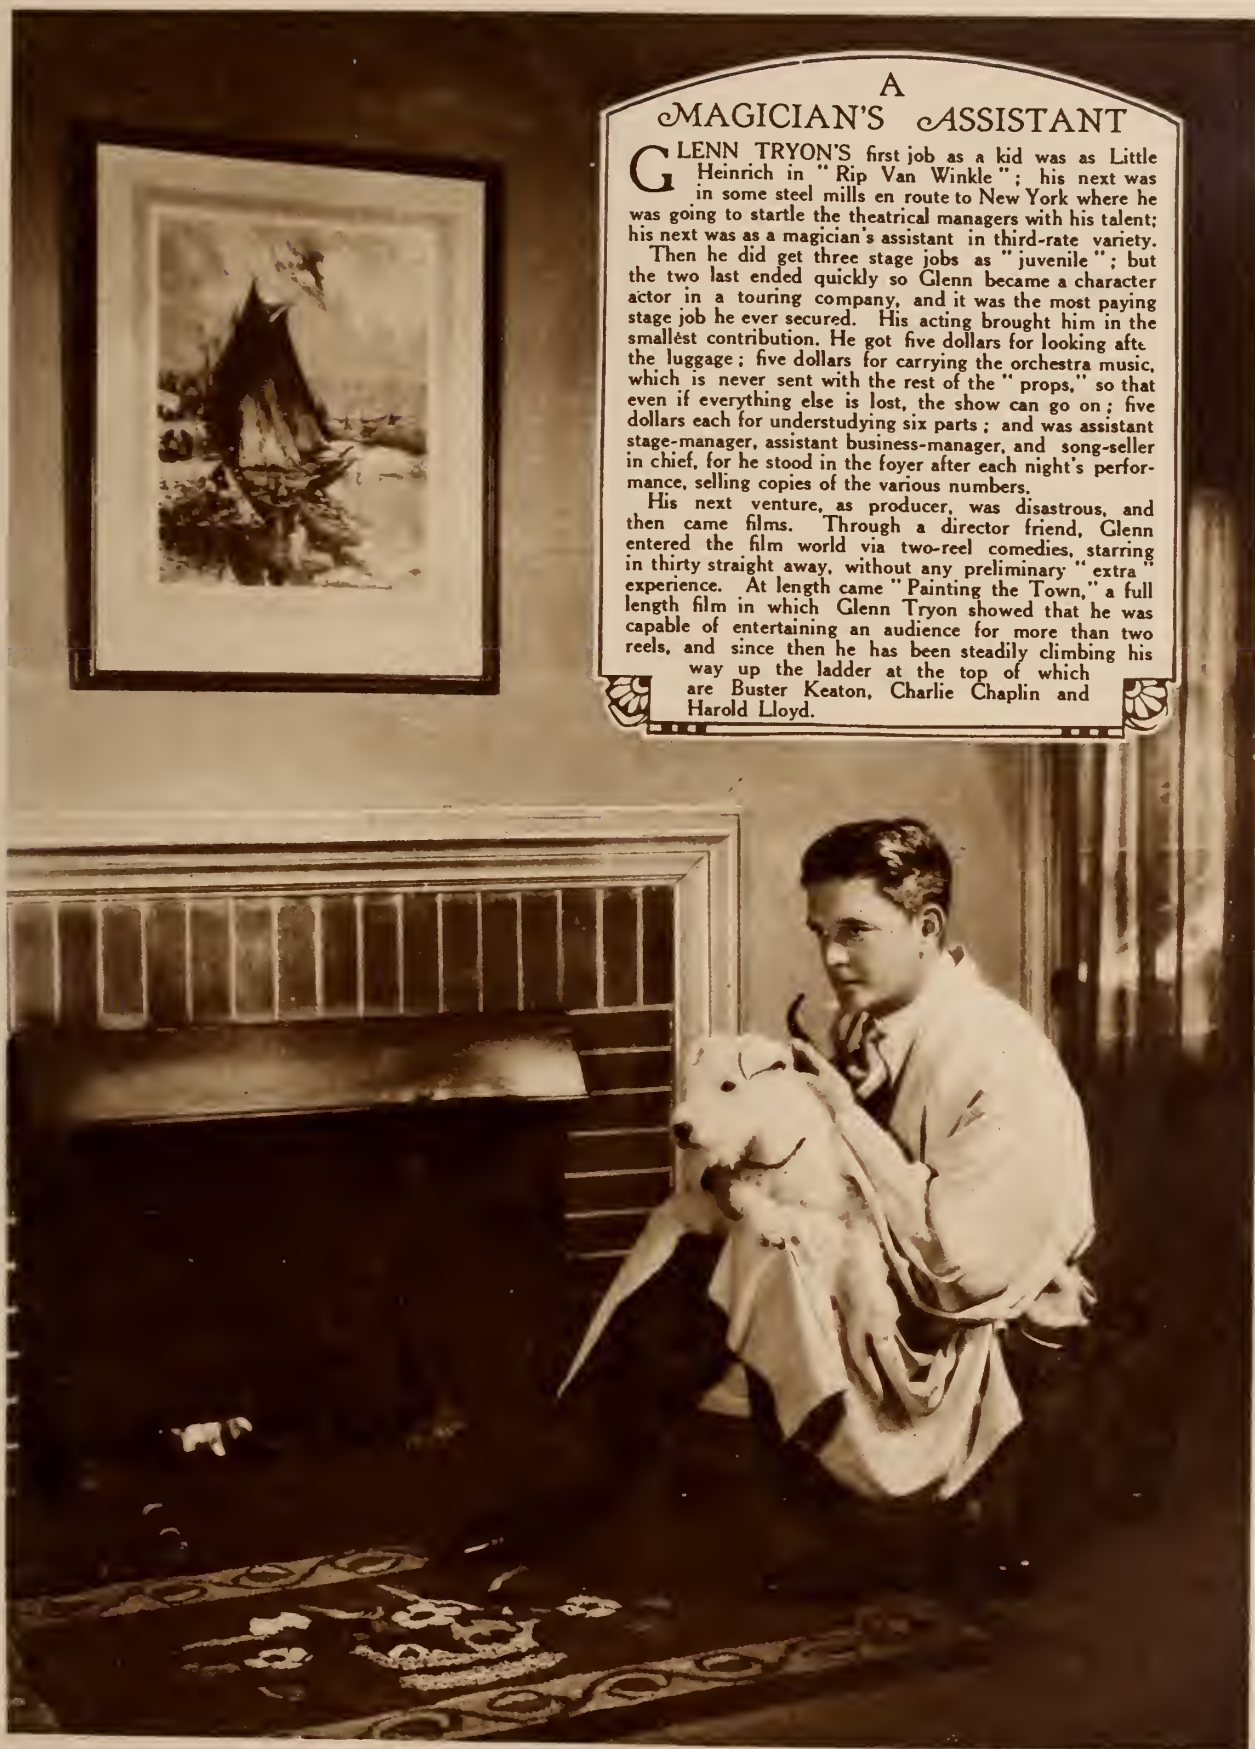 A
MAGICIAN'S ASSISTANT
GLENN TRYON'S first job as a kid was as Little
Heinrich in "Rip Van Winkle"; his next was
in some steel mills en route to New York where he
was going to startle the theatrical managers with his talent;
his next was as a magician's assistant in third-rate variety.
Then he did get three stage jobs as "juvenile"; but
the two last ended quickly so Glenn became a character
actor in a touring company, and it was the most paying
stage job he ever secured. His acting brought him in the
smallest contribution. He got five dollars for looking afte
the luggage; five dollars for carrying the orchestra music,
which is never sent with the rest of the "props," so that
even if everything else is lost, the show can go on; five
dollars each for understudying six parts; and was assistant
stage-manager, assistant business-manager, and song-seller
in chief, for he stood in the foyer after each night's perfor-
mance, selling copies of the various numbers.
His next venture, as producer, was disastrous, and
then came films. Through a director friend, Glenn
entered the film world via two-reel comedies, starring
in thirty straight away, without any preliminary "extra"
experience. At length came "Painting the Town," a full
length film in which Glenn Tryon showed that he was
capable of entertaining an audience for more than two
reels, and since then he has been steadily climbing his
way up the ladder at the top of which
are Buster Keaton, Charlie Chaplin and
Harold Lloyd.